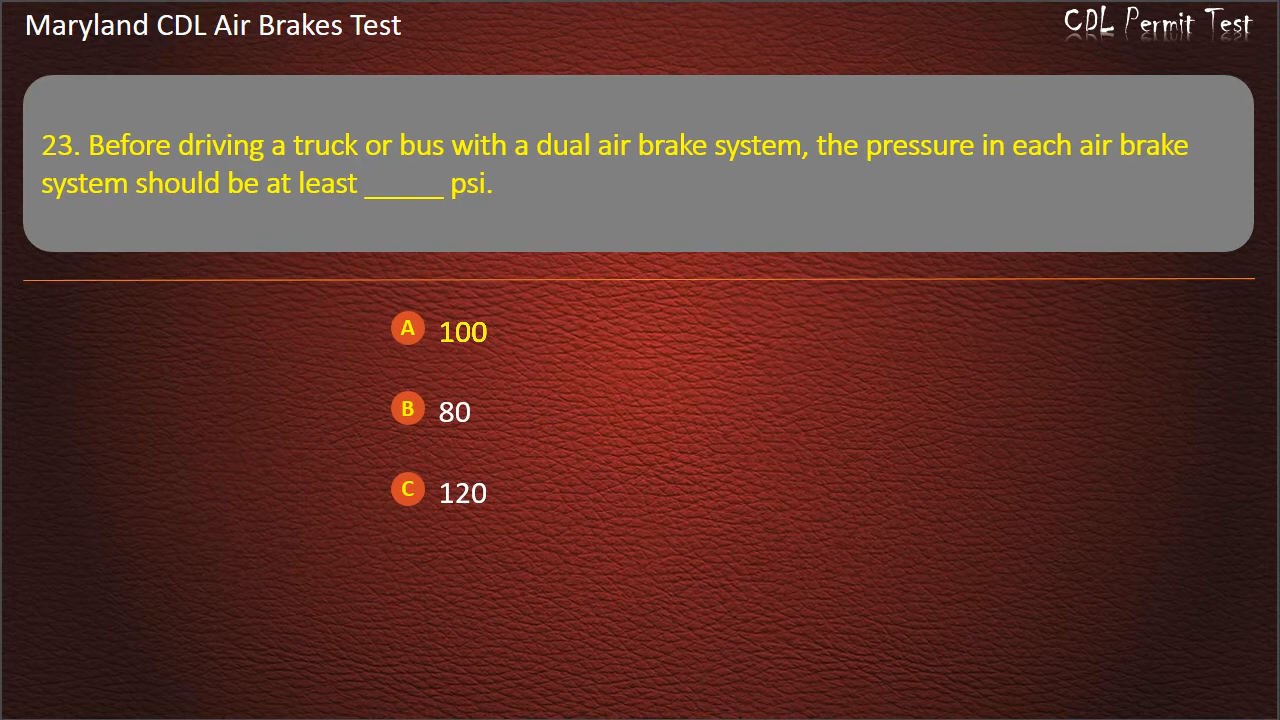 Maryland CDL Air Brakes Test
CDL Permit Test
23. Before driving a truck or bus with a dual air brake system, the pressure in each air brake
system should be at least _____ psi.
A 100
B 80
C 120